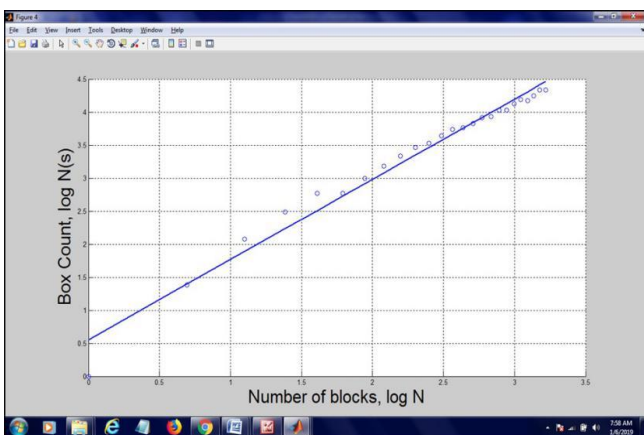 Figure 4
File Edit View Insert Tools Desktop Window Help
4.5
4
3.5
3
2.5
2
1.5
1
0.5
0
Box Count, log N(s)
0 0.5 1 1.5 2 2.5 3 3.5
Number of blocks, log N
7:58 AM
1/6/2019